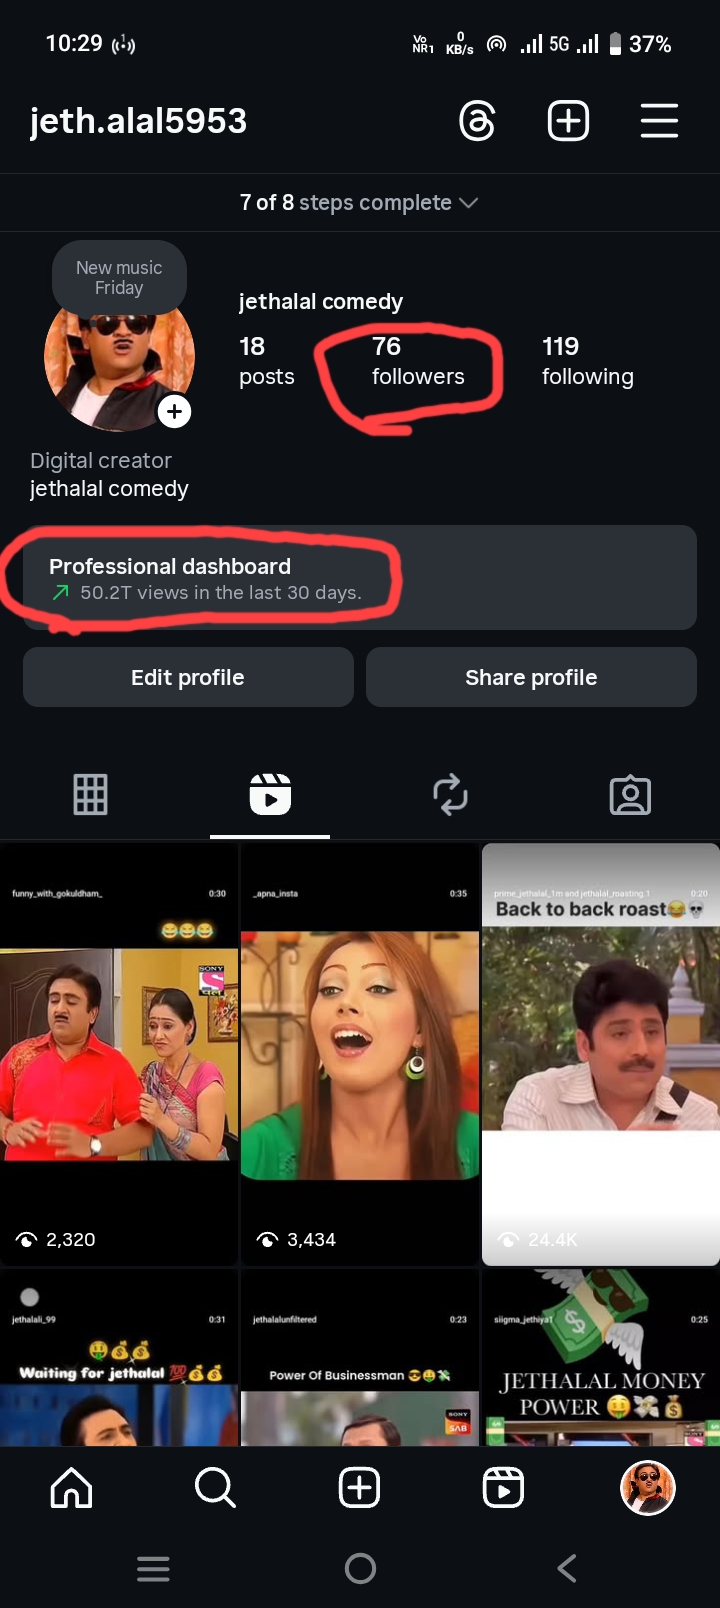 10:29
Vo NR1 0 KB/s 5G 37%
jeth.alal5953
7 of 8 steps complete
New music
Friday
jethalal comedy
18 76 119
posts followers following
Digital creator
jethalal comedy
Professional dashboard
50.2T views in the last 30 days.
Edit profile Share profile
funny_with_gokuldham_ 0:30
😂😂😂
SONY
_apna_insta 0:35
prime_jethalal_1m and jethalal_roasting.1 0:20
Back to back roast😂💀
2,320 3,434 24.4K
jethalali_99 0:31
🤑💰💰
Waiting for jethalal 💯💰💰
jethalalunfiltered 0:23
Power Of Businessman 😎🤑💸
SONY
SAB
siigma_jethiya1 0:25
JETHALAL MONEY
POWER 🤑💸💰